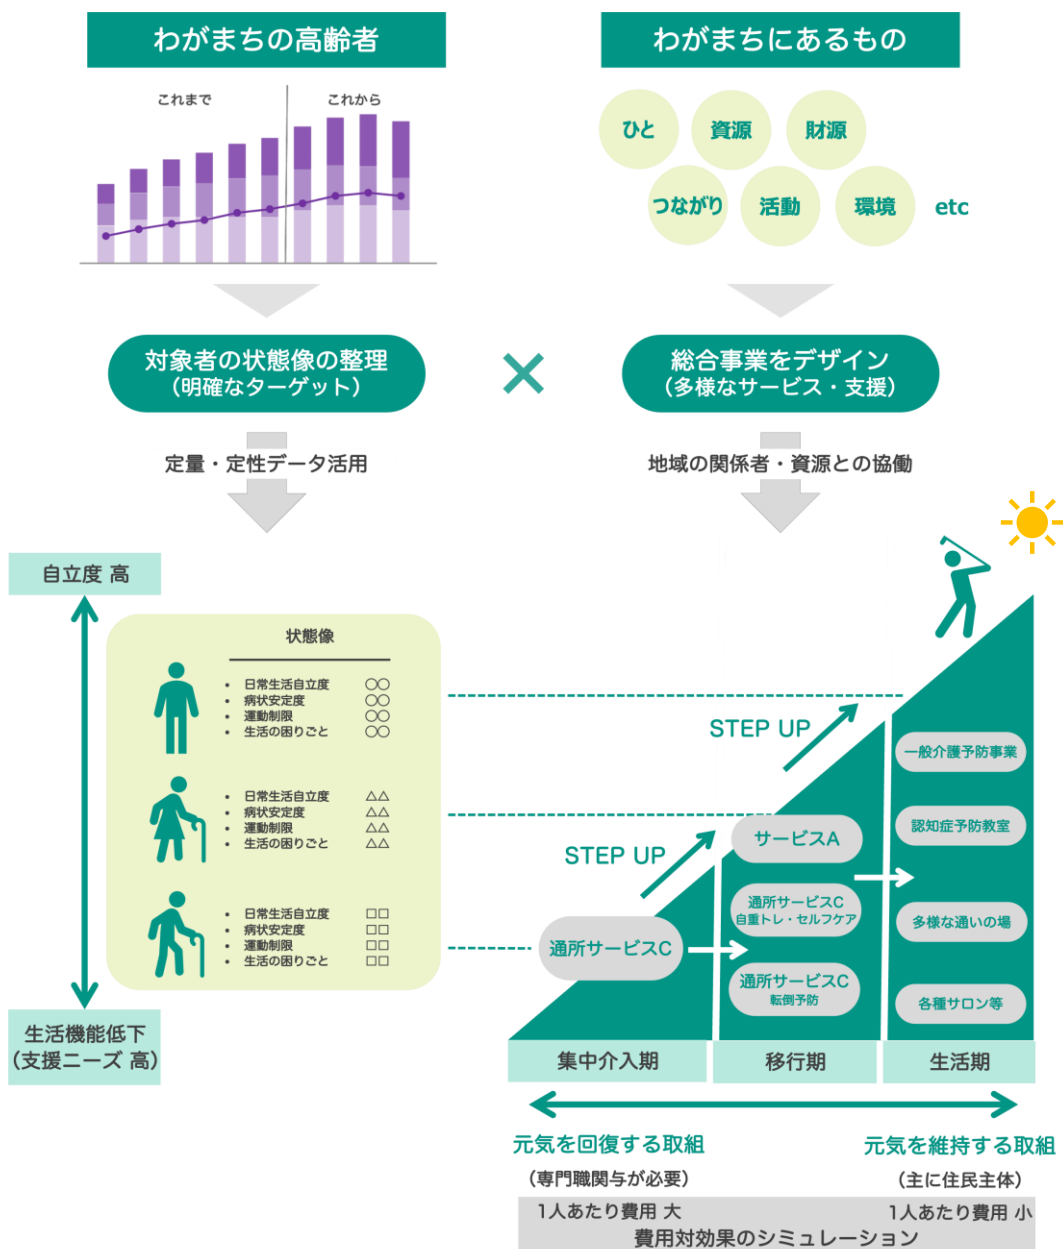 わがまちの高齢者
わがまちにあるもの
これまで
これから
ひと
資源
財源
つながり
活動
環境
etc
対象者の状態像の整理
(明確なターゲット)
×
総合事業をデザイン
(多様なサービス・支援)
定量・定性データ活用
地域の関係者・資源との協働
自立度 高
状態像
• 日常生活自立度 ○○
• 病状安定度 ○○
• 運動制限 ○○
• 生活の困りごと ○○
• 日常生活自立度 △△
• 病状安定度 △△
• 運動制限 △△
• 生活の困りごと △△
• 日常生活自立度 □□
• 病状安定度 □□
• 運動制限 □□
• 生活の困りごと □□
生活機能低下
(支援ニーズ 高)
STEP UP
STEP UP
通所サービスC
サービスA
通所サービスC
自重トレ・セルフケア
通所サービスC
転倒予防
一般介護予防事業
認知症予防教室
多様な通いの場
各種サロン等
集中介入期
移行期
生活期
元気を回復する取組
(専門職関与が必要)
元気を維持する取組
(主に住民主体)
1人あたり費用 大
1人あたり費用 小
費用対効果のシミュレーション